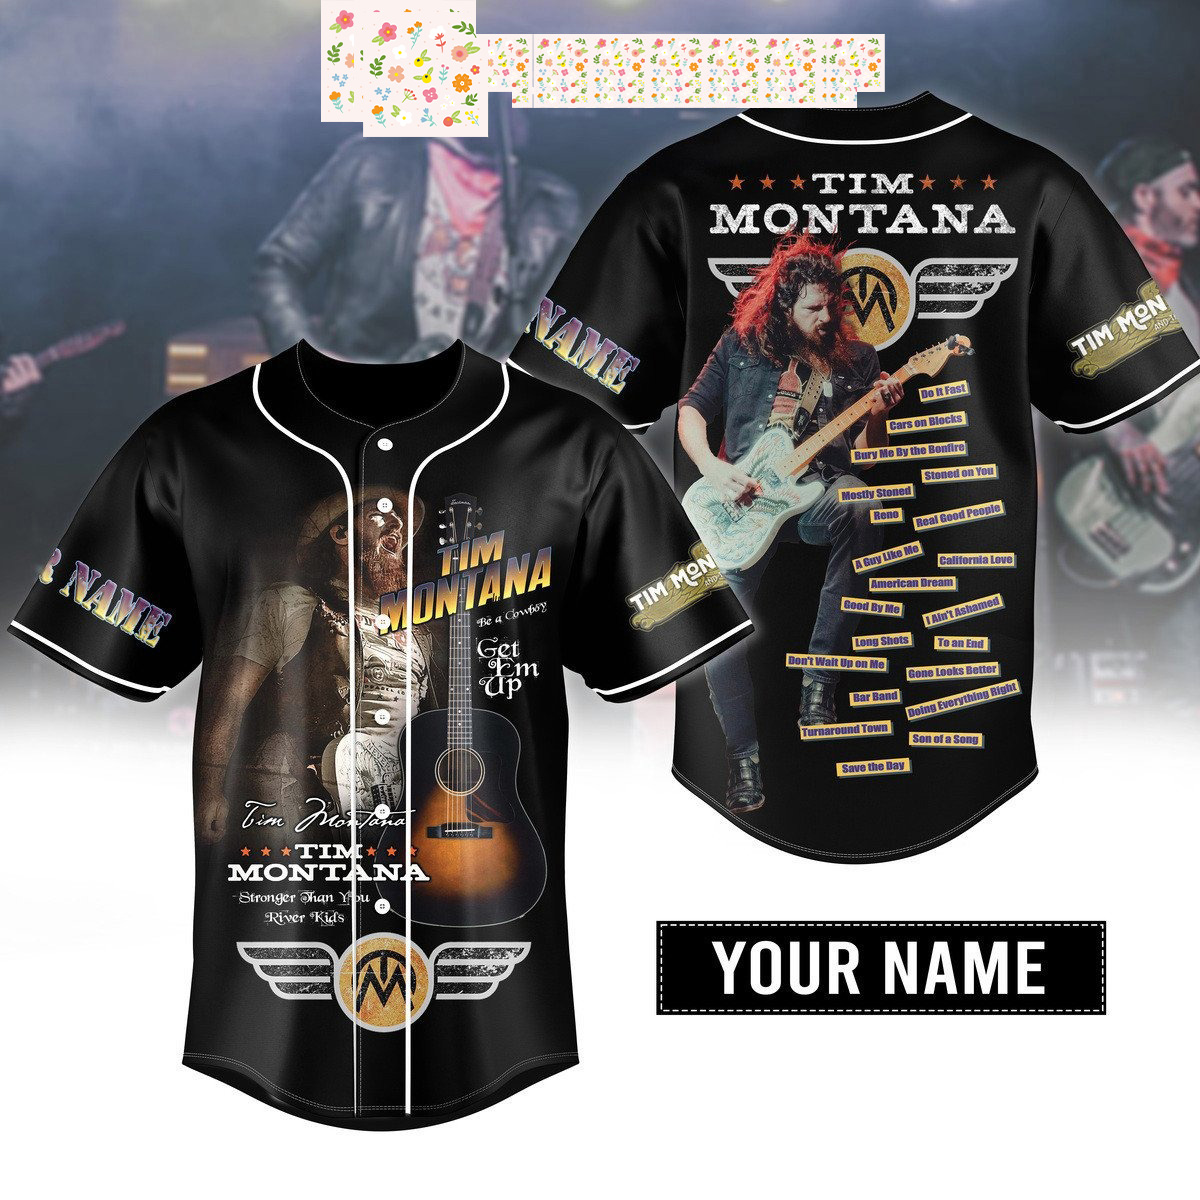 TIM
MONTANA
NAME
TIM MON
AND
Do It Fast
Cars on Blocks
Bury Me By the Bonfire
Stoned on You
Mostly Stoned
Reno
Real Good People
A Guy Like Me
California Love
American Dream
Good By Me
I Ain't Ashamed
Long Shots
To an End
Don't Wait Up on Me
Gone Looks Better
Bar Band
Doing Everything Right
Turnaround Town
Son of a Song
Save the Day
R NAME
TIM
MONTANA
Be a Cowboy
Get
Em
Up
TIM MON
AND
Tim Montana
TIM
MONTANA
Stronger Than You
River Kids
YOUR NAME